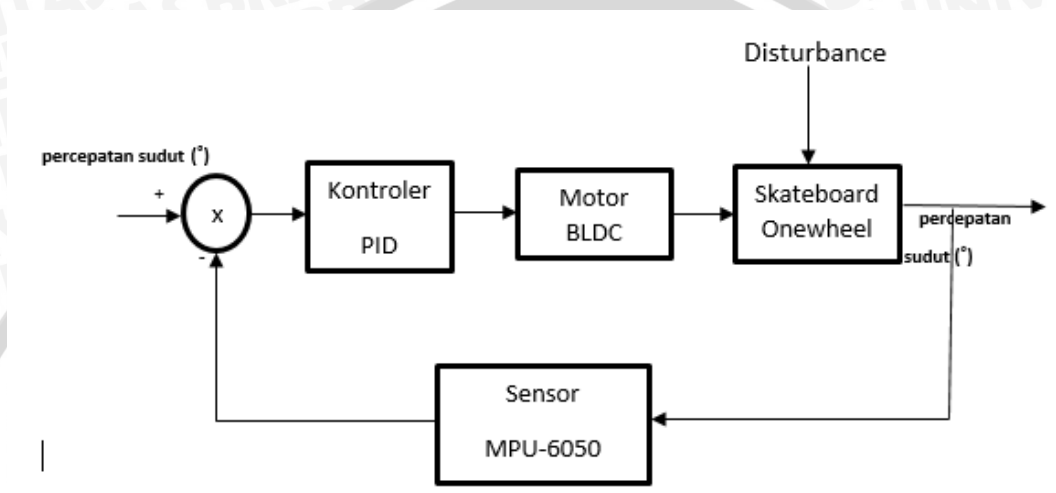 Disturbance
percepatan sudut (°)
+
x
-
Kontroler
PID
Motor
BLDC
Skateboard
Onewheel
percepatan
sudut (°)
Sensor
MPU-6050